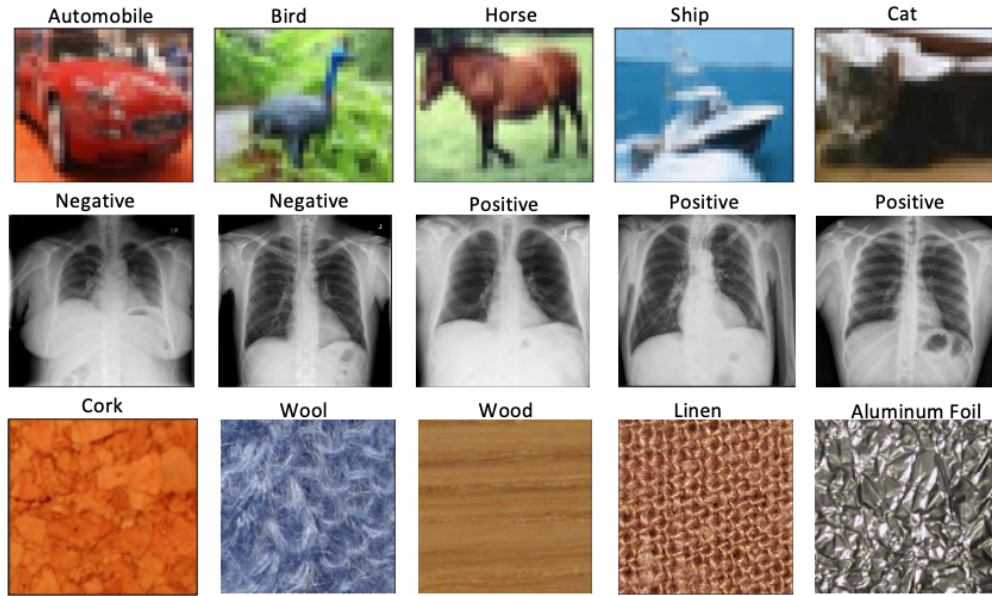 Automobile
Bird
Horse
Ship
Cat
Negative
Negative
Positive
Positive
Positive
Cork
Wool
Wood
Linen
Aluminum Foil